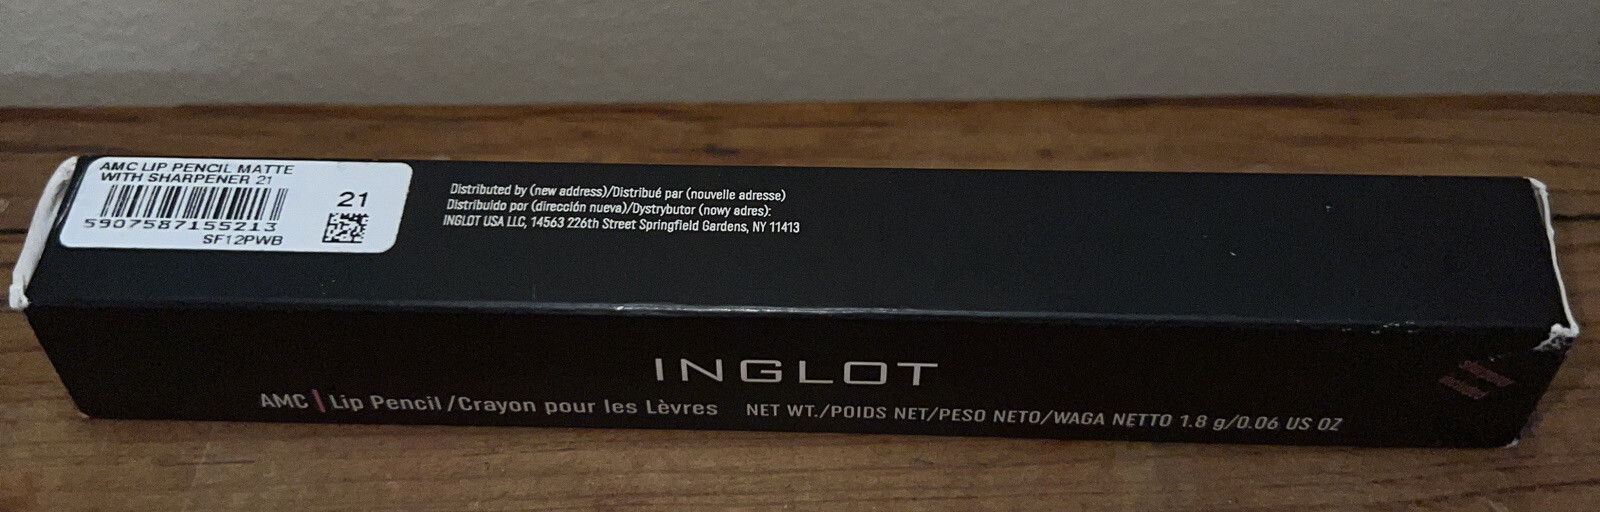 AMC LIP PENCIL MATTE
WITH SHARPENER 21
21
5907587155213
SF12PWB
Distributed by (new address)/Distribué par (nouvelle adresse)
Distribuido por (dirección nueva)/Dystrybutor (nowy adres):
INGLOT USA LLC, 14563 226th Street Springfield Gardens, NY 11413
INGLOT
AMC | Lip Pencil/Crayon pour les Lèvres NET WT./POIDS NET/PESO NETO/WAGA NETTO 1.8 g/0.06 US OZ